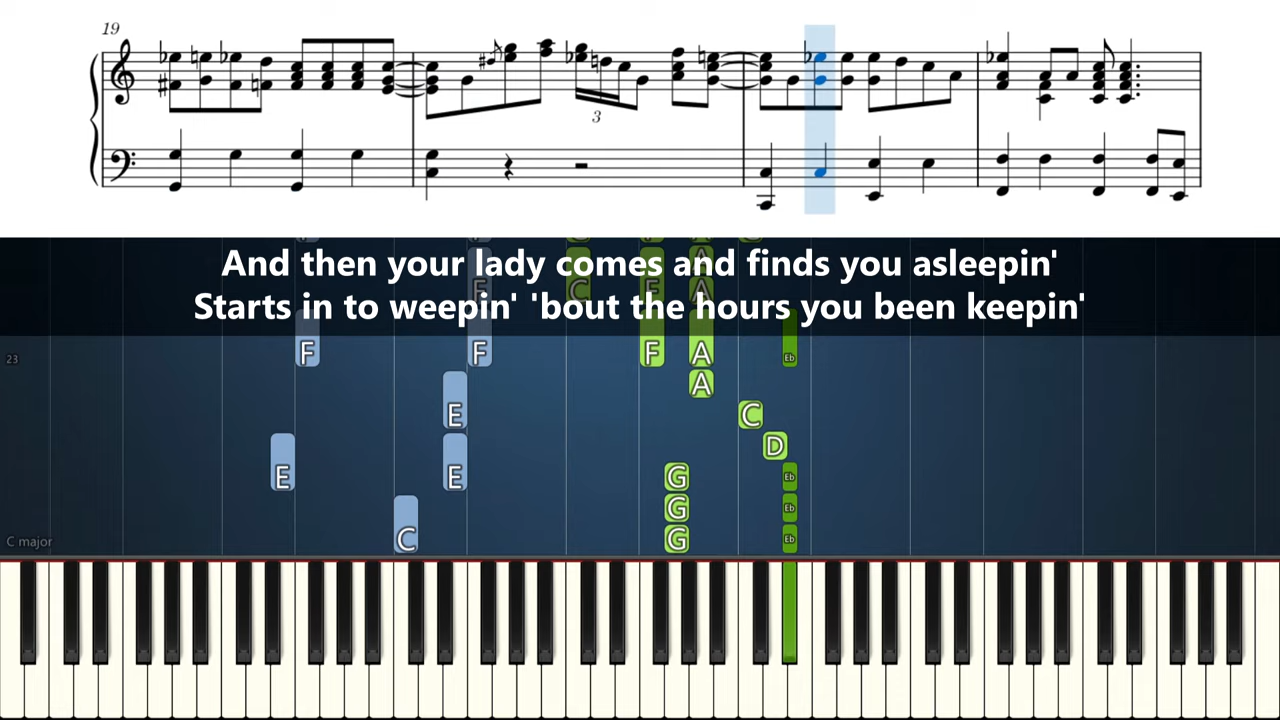 19
3
And then your lady comes and finds you asleepin'
Starts in to weepin' 'bout the hours you been keepin'
F C F A
23 F F F A Eb
A
E C
D
E E G Eb
G Eb
C major C G Eb